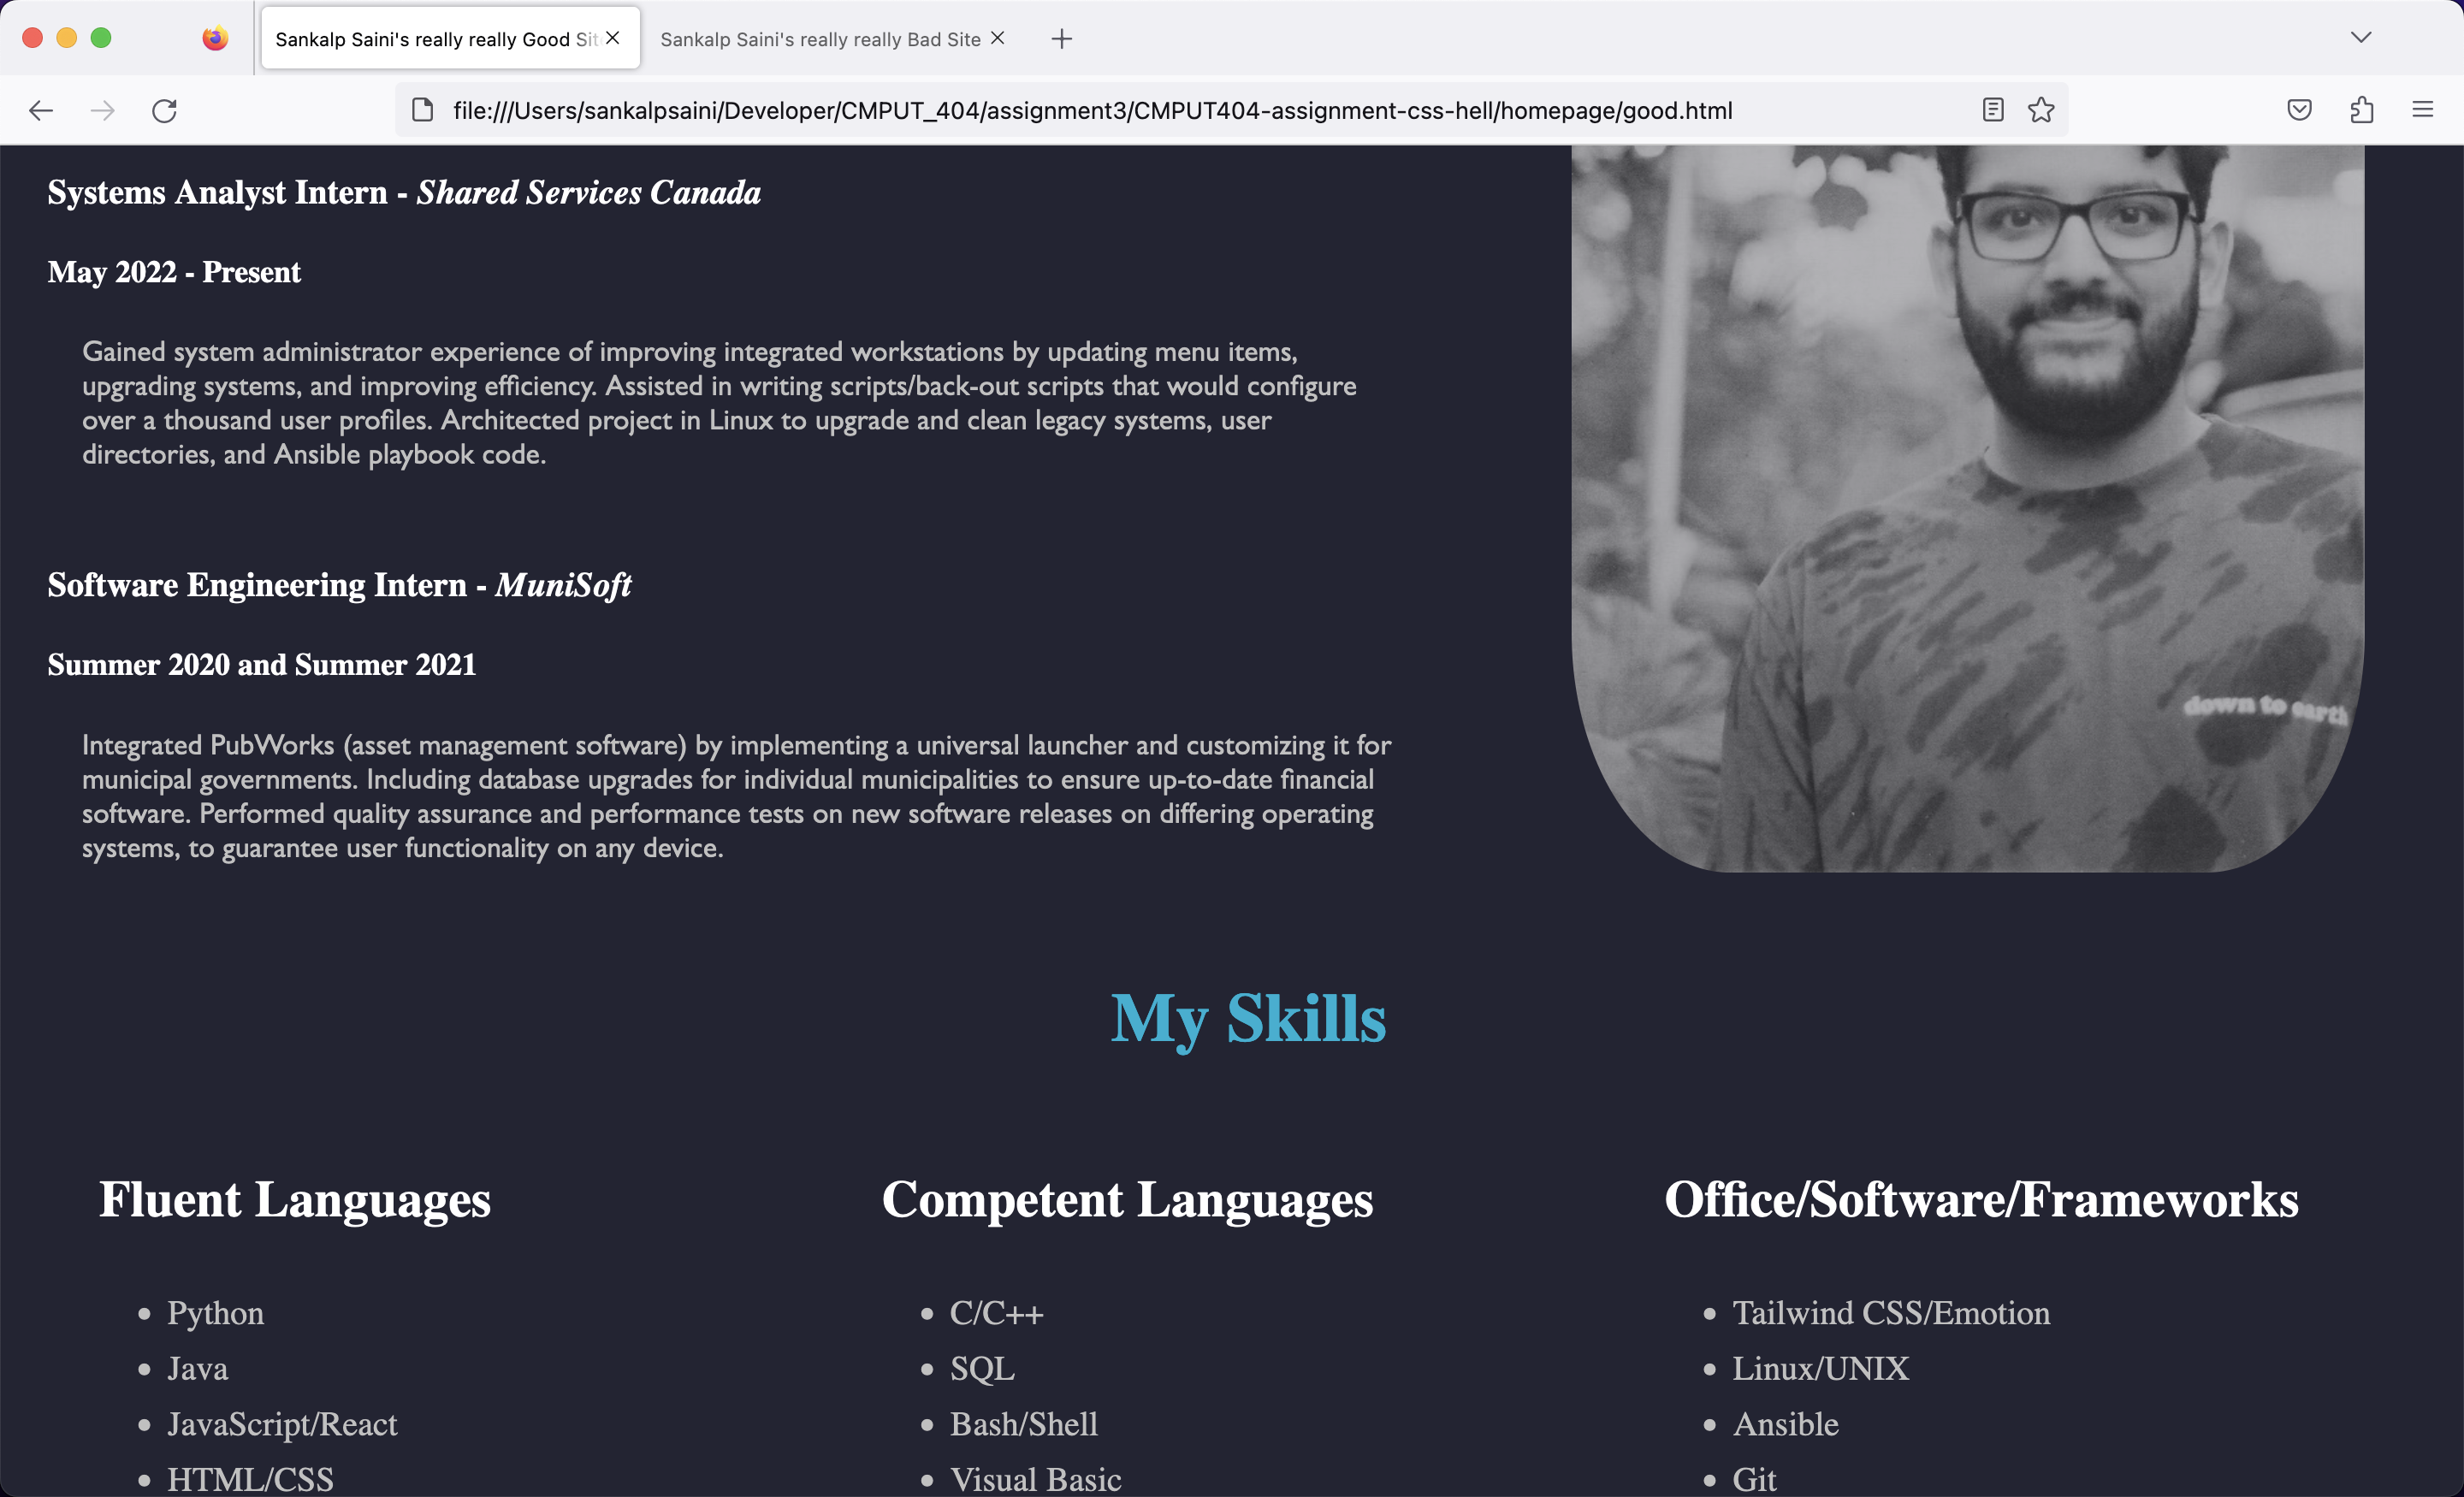 Sankalp Saini's really really Good Sit
Sankalp Saini's really really Bad Site
file:///Users/sankalpsaini/Developer/CMPUT_404/assignment3/CMPUT404-assignment-css-hell/homepage/good.html
Systems Analyst Intern - Shared Services Canada
May 2022 - Present
Gained system administrator experience of improving integrated workstations by updating menu items,
upgrading systems, and improving efficiency. Assisted in writing scripts/back-out scripts that would configure
over a thousand user profiles. Architected project in Linux to upgrade and clean legacy systems, user
directories, and Ansible playbook code.
Software Engineering Intern - MuniSoft
Summer 2020 and Summer 2021
Integrated PubWorks (asset management software) by implementing a universal launcher and customizing it for
municipal governments. Including database upgrades for individual municipalities to ensure up-to-date financial
software. Performed quality assurance and performance tests on new software releases on differing operating
systems, to guarantee user functionality on any device.
down to earth
My Skills
Fluent Languages
Python
Java
JavaScript/React
HTML/CSS
Competent Languages
C/C++
SQL
Bash/Shell
Visual Basic
Office/Software/Frameworks
Tailwind CSS/Emotion
Linux/UNIX
Ansible
Git